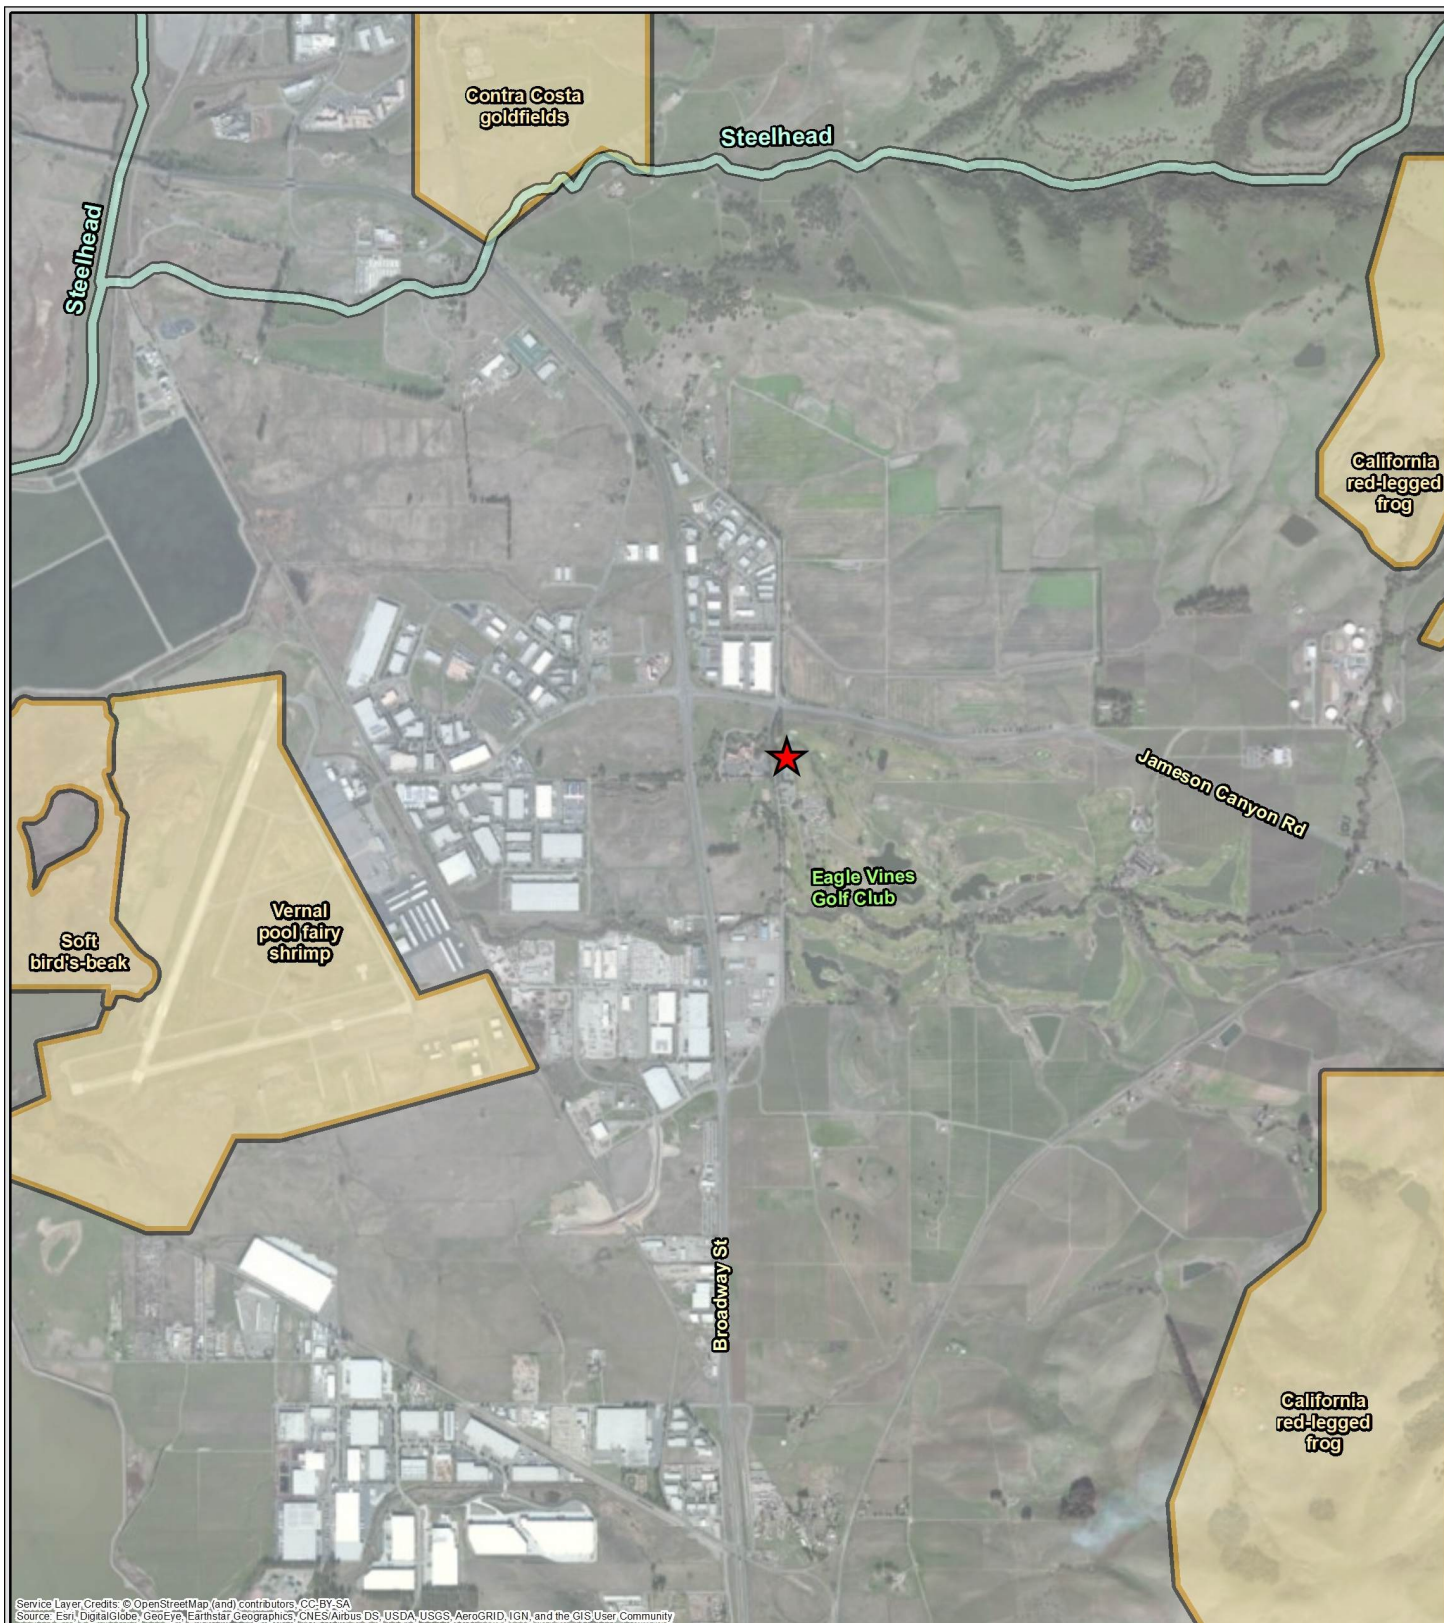 Contra Costa
goldfields
Steelhead
Steelhead
California
red-legged
frog
Jameson Canyon Rd
Eagle Vines
Golf Club
Vernal
pool fairy
shrimp
Soft
bird's-beak
Broadway St
California
red-legged
frog
Service Layer Credits: © OpenStreetMap (and) contributors, CC-BY-SA
Source: Esri, DigitalGlobe, GeoEye, Earthstar Geographics, CNES/Airbus DS, USDA, USGS, AeroGRID, IGN, and the GIS User Community